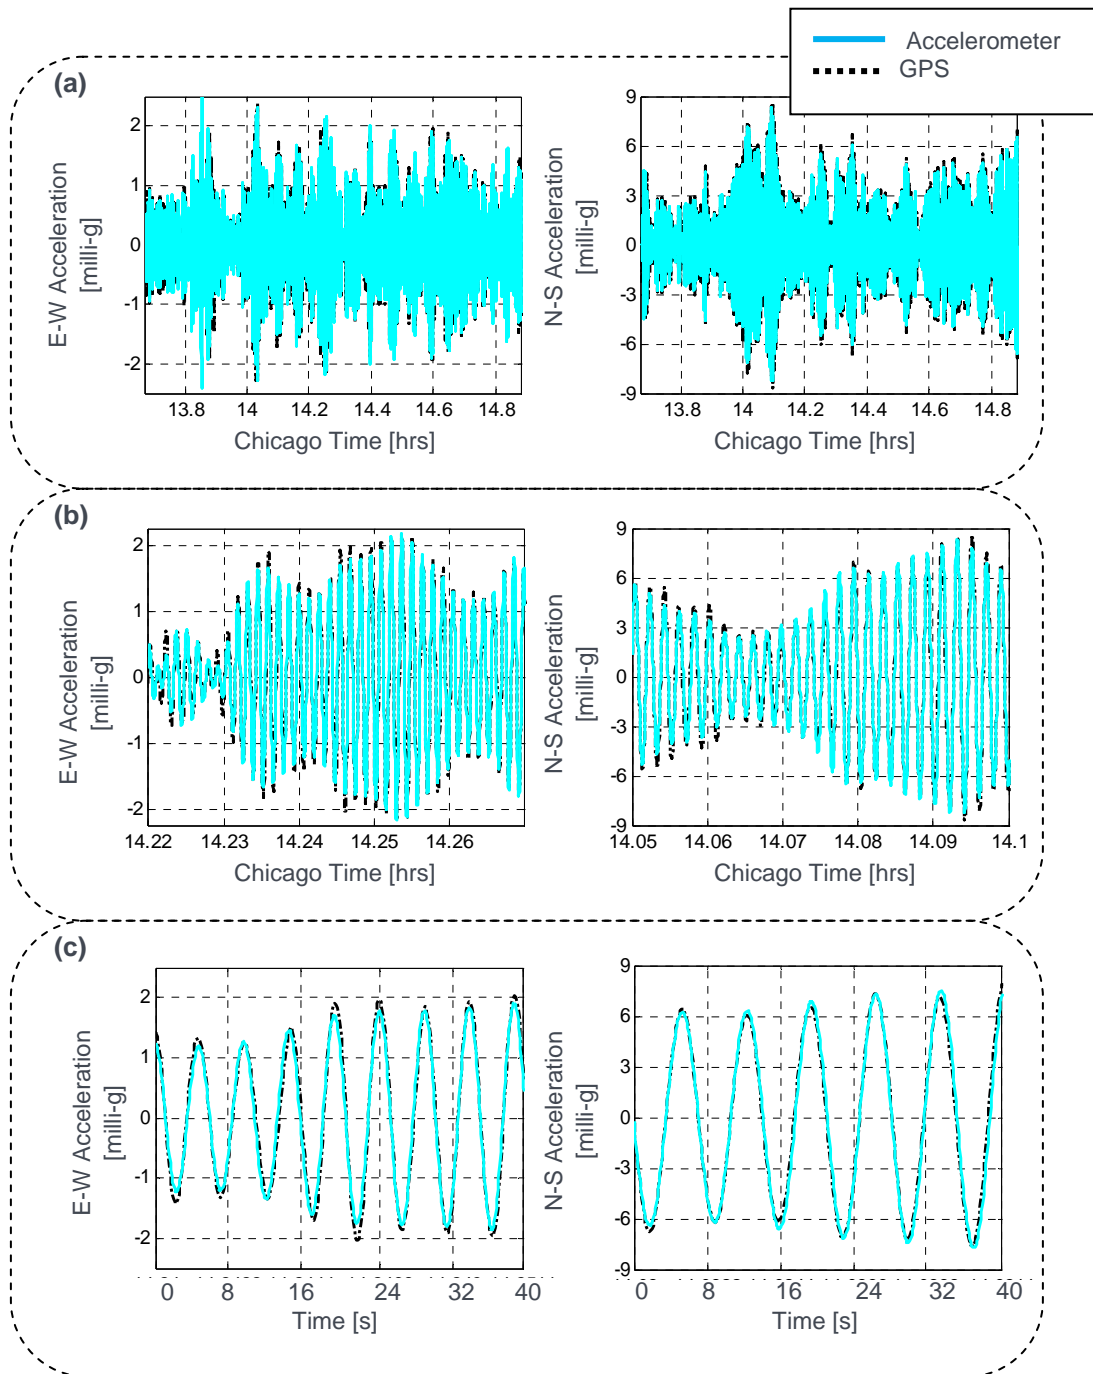 Accelerometer
GPS
(a)
2
1
0
-1
-2
E-W Acceleration
[milli-g]
13.8 14 14.2 14.4 14.6 14.8
Chicago Time [hrs]
9
6
3
0
-3
-6
-9
N-S Acceleration
[milli-g]
13.8 14 14.2 14.4 14.6 14.8
Chicago Time [hrs]
(b)
2
1
0
-1
-2
E-W Acceleration
[milli-g]
14.22 14.23 14.24 14.25 14.26
Chicago Time [hrs]
9
6
3
0
-3
-6
-9
N-S Acceleration
[milli-g]
14.05 14.06 14.07 14.08 14.09 14.1
Chicago Time [hrs]
(c)
2
1
0
-1
-2
E-W Acceleration
[milli-g]
0 8 16 24 32 40
Time [s]
9
6
3
0
-3
-6
-9
N-S Acceleration
[milli-g]
0 8 16 24 32 40
Time [s]